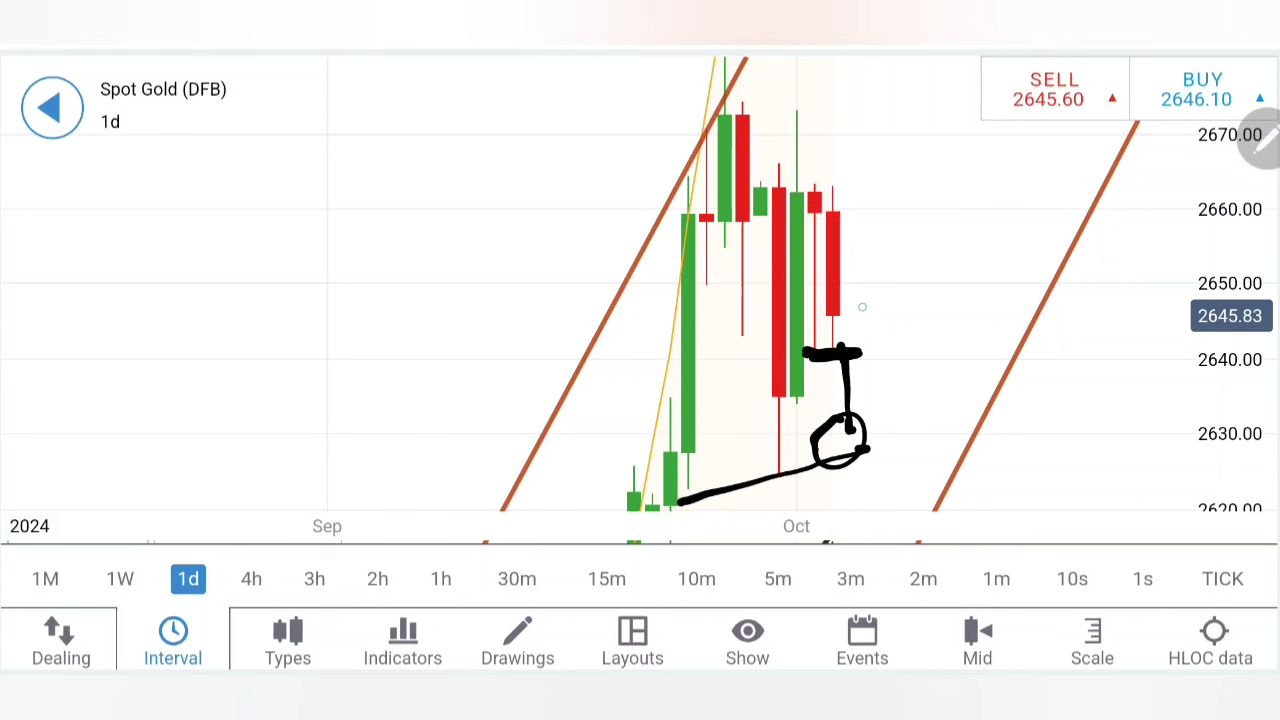 Spot Gold (DFB)
1d
SELL
2645.60
BUY
2646.10
2670.00
2660.00
2650.00
2645.83
2640.00
2630.00
2620.00
2024 Sep Oct
1M 1W 1d 4h 3h 2h 1h 30m 15m 10m 5m 3m 2m 1m 10s 1s TICK
Dealing Interval Types Indicators Drawings Layouts Show Events Mid Scale HLOC data